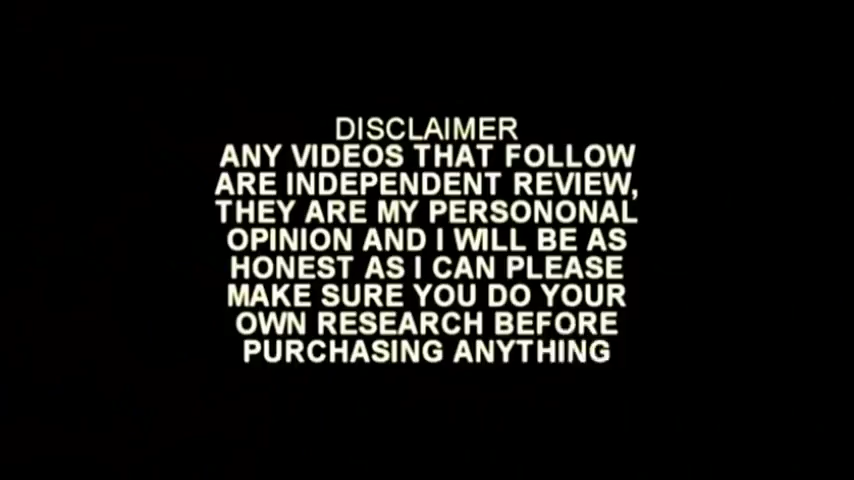 DISCLAIMER
ANY VIDEOS THAT FOLLOW
ARE INDEPENDENT REVIEW,
THEY ARE MY PERSONONAL
OPINION AND I WILL BE AS
HONEST AS I CAN PLEASE
MAKE SURE YOU DO YOUR
OWN RESEARCH BEFORE
PURCHASING ANYTHING